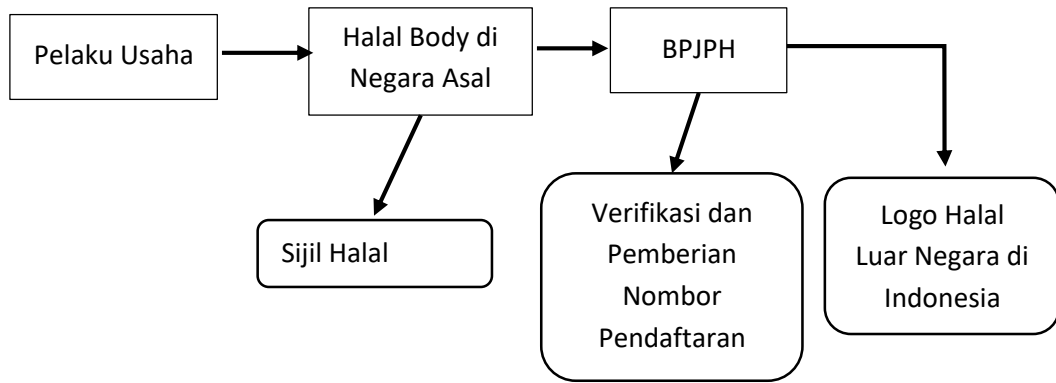 Pelaku Usaha
Halal Body di
Negara Asal
BPJPH
Sijil Halal
Verifikasi dan
Pemberian
Nombor
Pendaftaran
Logo Halal
Luar Negara di
Indonesia